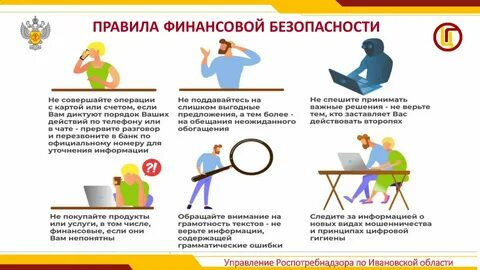 ПРАВИЛА ФИНАНСОВОЙ БЕЗОПАСНОСТИ
Не совершайте операции
с картой или счетом, если
Вам диктуют порядок Ваших
действий по телефону или
в чате - прервите разговор
и перезвоните в банк по
официальному номеру для
уточнения информации
Не поддавайтесь на
слишком выгодные
предложения, а тем более -
на обещания неожиданного
обогащения
Не спешите принимать
важные решения - не верьте
тем, кто заставляет Вас
действовать второпях
?!
Не покупайте продукты
или услуги, в том числе,
финансовые, если они
Вам непонятны
Обращайте внимание на
грамотность текстов - не
верьте информации,
содержащей
грамматические ошибки
Следите за информацией о
новых видах мошенничества
и принципах цифровой
гигиены
Управление Роспотребнадзора по Ивановской области